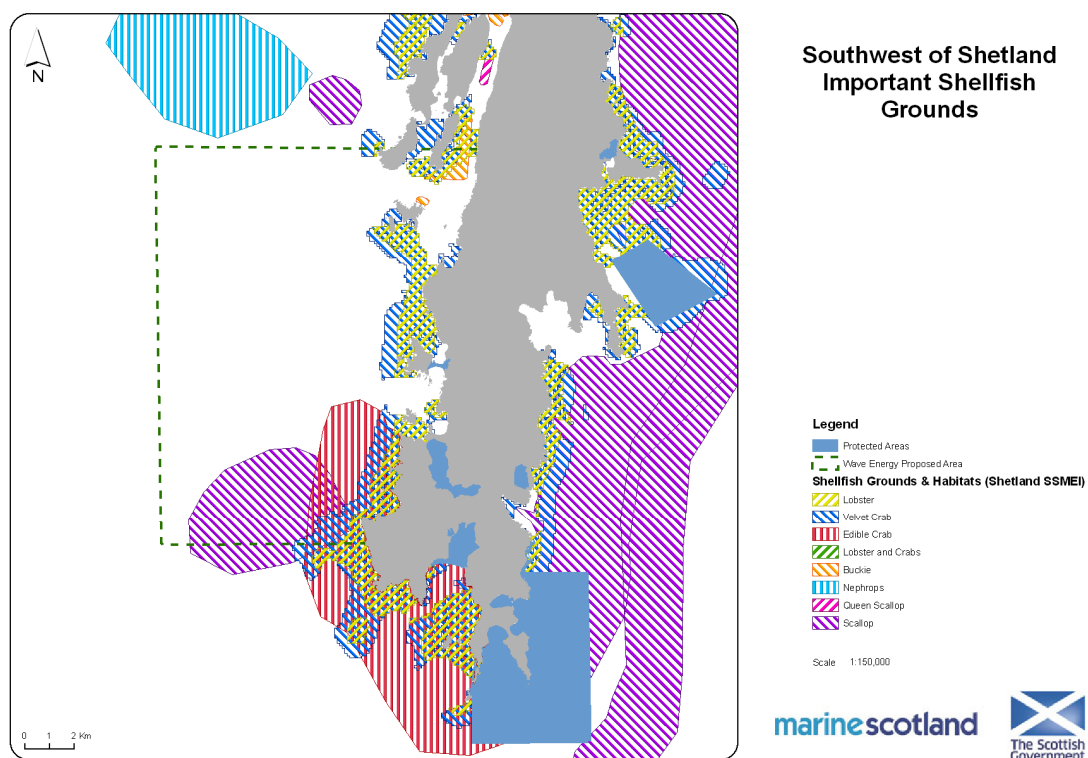 Southwest of Shetland
Important Shellfish
Grounds
N
Legend
Protected Areas
Wave Energy Proposed Area
Shellfish Grounds & Habitats (Shetland SSMEI)
Lobster
Velvet Crab
Edible Crab
Lobster and Crabs
Buckie
Nephrops
Queen Scallop
Scallop
Scale 1:150,000
0 1 2 Km
marinescotland
The Scottish
Government